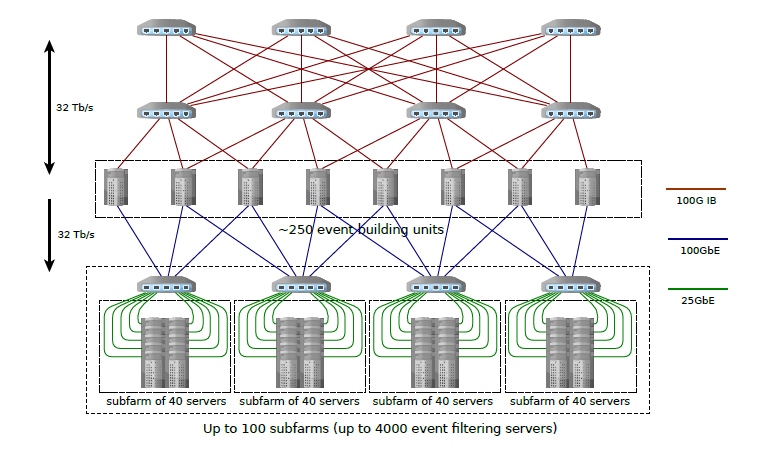 32 Tb/s
~250 event building units
32 Tb/s
100G IB
100GbE
25GbE
subfarm of 40 servers
subfarm of 40 servers
subfarm of 40 servers
subfarm of 40 servers
Up to 100 subfarms (up to 4000 event filtering servers)